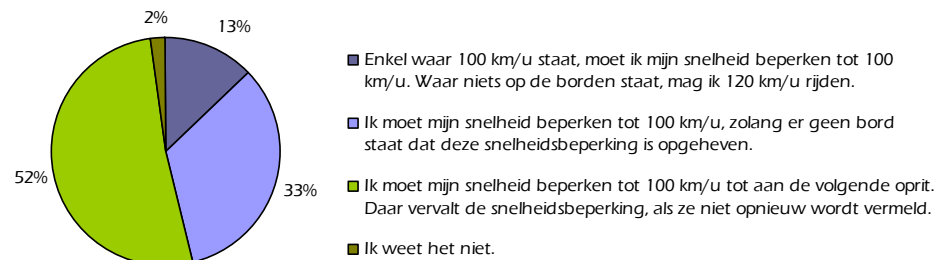 2%
13%
33%
52%
Enkel waar 100 km/u staat, moet ik mijn snelheid beperken tot 100
km/u. Waar niets op de borden staat, mag ik 120 km/u rijden.
Ik moet mijn snelheid beperken tot 100 km/u, zolang er geen bord
staat dat deze snelheidsbeperking is opgeheven.
Ik moet mijn snelheid beperken tot 100 km/u tot aan de volgende oprit.
Daar vervalt de snelheidsbeperking, als ze niet opnieuw wordt vermeld.
Ik weet het niet.